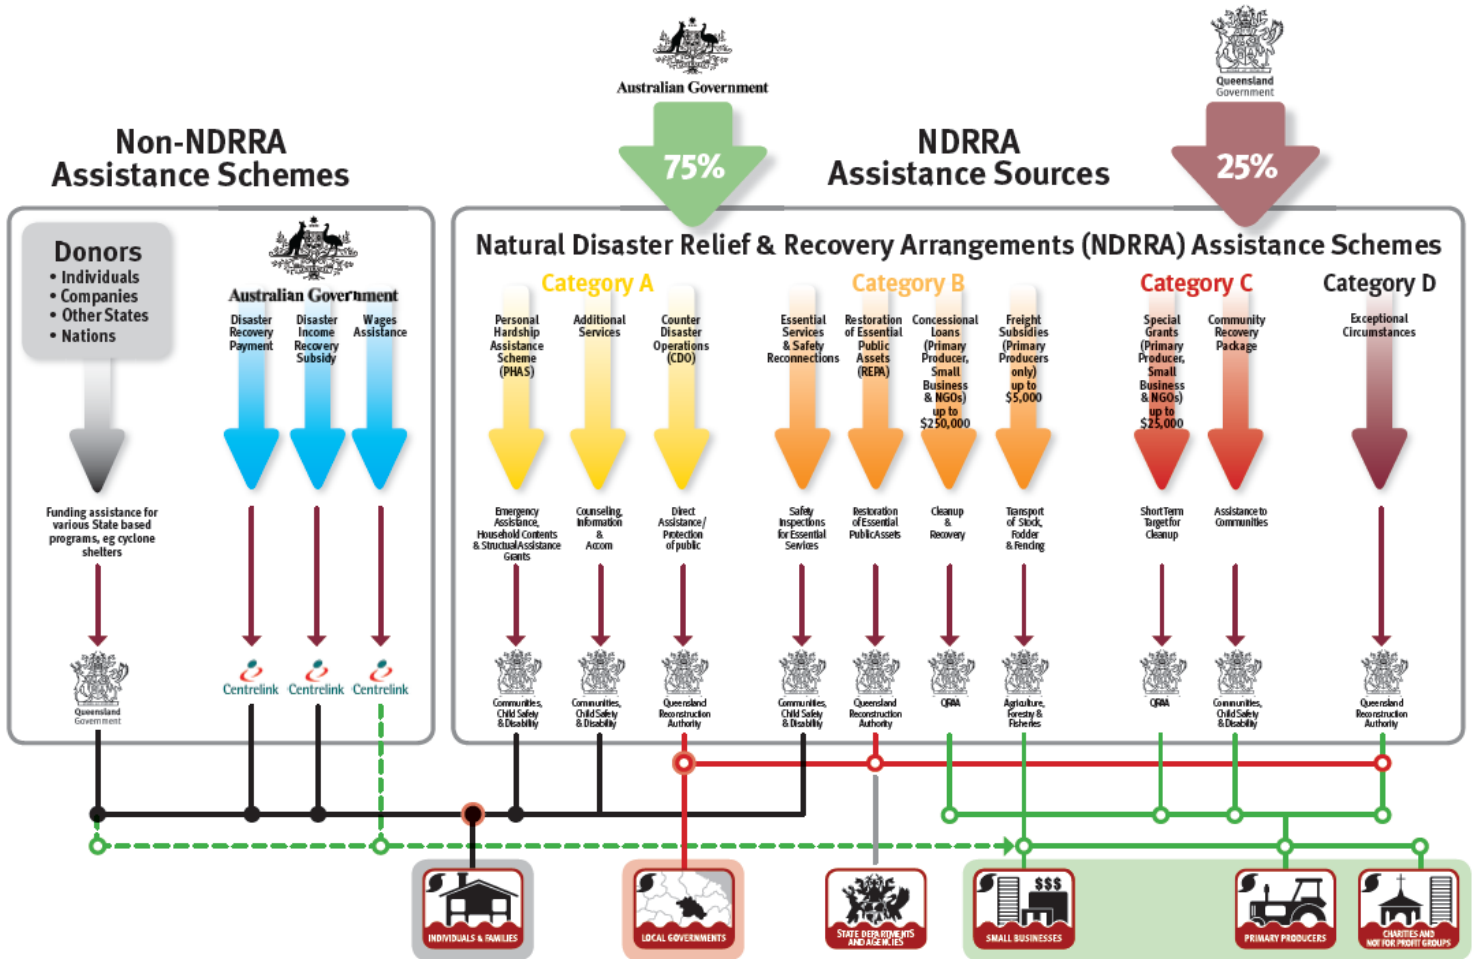 Australian Government
Queensland
Government
Non-NDRRA
Assistance Schemes
75%
NDRRA
Assistance Sources
25%
Donors
• Individuals
• Companies
• Other States
• Nations
Australian Government
Disaster
Recovery
Payment
Disaster
Income
Recovery
Subsidy
Wages
Assistance
Funding assistance for
various State based
programs, eg cyclone
shelters
Queensland
Government
Centrelink
Centrelink
Centrelink
Natural Disaster Relief & Recovery Arrangements (NDRRA) Assistance Schemes
Category A
Category B
Category C
Category D
Personal
Hardship
Assistance
Scheme
(PHAS)
Additional
Services
Counter
Disaster
Operations
(CDO)
Essential
Services
& Safety
Reconnections
Restoration
of Essential
Public
Assets
(REPA)
Concessional
Loans
(Primary
Producer,
Small
Business
& NGOs)
up to
$250,000
Freight
Subsidies
(Primary
Producers
only)
up to
$5,000
Special
Grants
(Primary
Producer,
Small
Business
& NGOs)
up to
$25,000
Community
Recovery
Package
Exceptional
Circumstances
Emergency
Assistance,
Household Contents
& Structual Assistance
Grants
Counseling,
Information
&
Accom
Direct
Assistance/
Protection
of public
Safety
Inspections
for Essential
Services
Restoration
of Essential
Public Assets
Cleanup
&
Recovery
Transport
of Stock,
Fodder
& Fencing
Short Term
Target for
Cleanup
Assistance to
Communities
Communities,
Child Safety
& Disability
Communities,
Child Safety
& Disability
Queensland
Reconstruction
Authority
Communities,
Child Safety
& Disability
Queensland
Reconstruction
Authority
QRAA
Agriculture,
Forestry &
Fisheries
QRAA
Communities,
Child Safety
& Disability
Queensland
Reconstruction
Authority
INDIVIDUALS & FAMILIES
LOCAL GOVERNMENTS
STATE DEPARTMENTS
AND AGENCIES
$$$
SMALL BUSINESSES
PRIMARY PRODUCERS
CHARITIES AND
NOT FOR PROFIT GROUPS